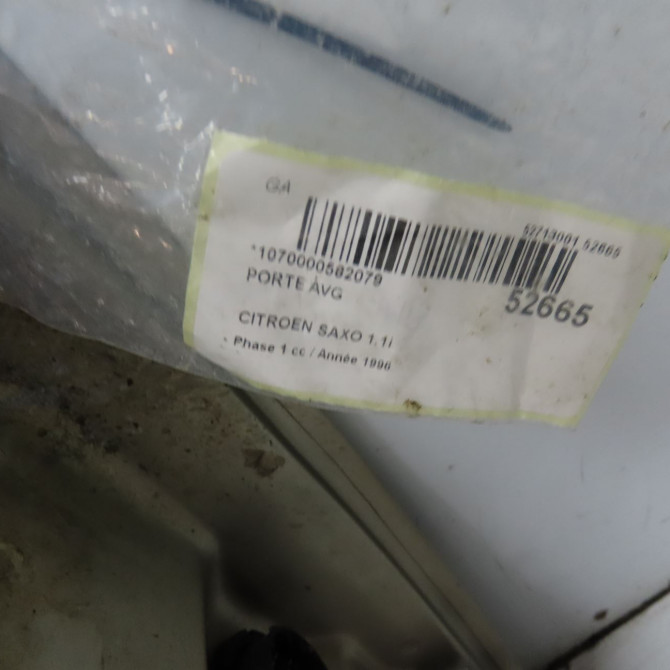 GA
52713001 52665
*1070000582079
PORTE AVG
52665
CITROEN SAXO 1.1i
- Phase 1 cc / Année 1996